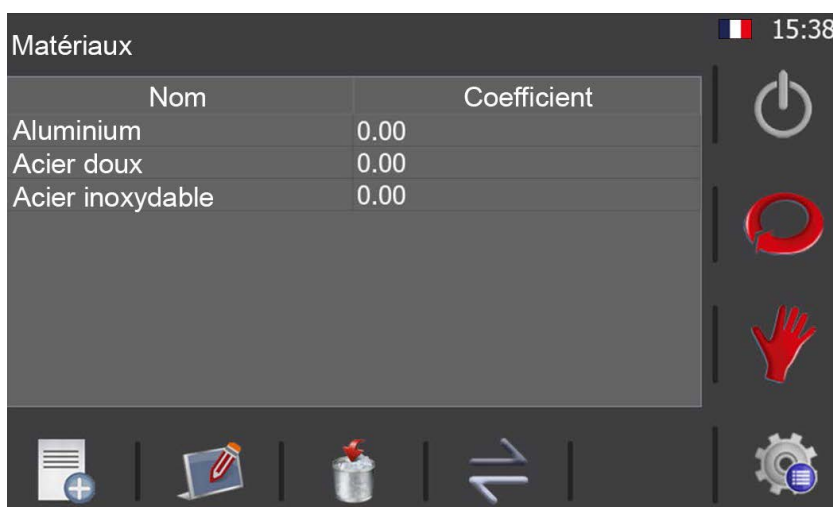 Matériaux
15:38
Nom Coefficient
Aluminium 0.00
Acier doux 0.00
Acier inoxydable 0.00